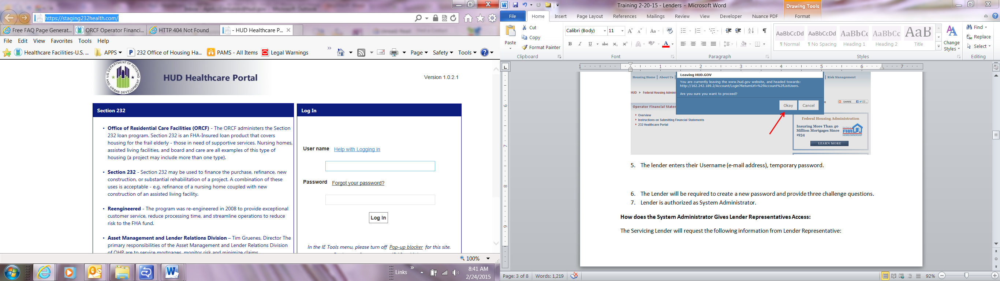 https://staging232health.com/
Free FAQ Page Generat...
ORCF Operator Financi...
HTTP 404 Not Found
- HUD Healthcare P...
File Edit View Favorites Tools Help
Healthcare Facilities-U.S. ...
APPS
232 Office of Housing Ha...
PAMS - All Items
Legal Warnings
Page Safety Tools
U.S. DEPARTMENT OF HOUSING AND URBAN DEVELOPMENT
HUD Healthcare Portal
Version 1.0.2.1
Section 232
• Office of Residential Care Facilities (ORCF) - The ORCF administers the Section
232 loan program. Section 232 is an FHA-Insured loan product that covers
housing for the frail elderly - those in need of supportive services. Nursing homes,
assisted living facilities, and board and care are all examples of this type of
housing (a project may include more than one type).
• Section 232 - Section 232 may be used to finance the purchase, refinance, new
construction, or substantial rehabilitation of a project. A combination of these
uses is acceptable - e.g. refinance of a nursing home coupled with new
construction of an assisted living facility.
• Reengineered - The program was re-engineered in 2008 to provide exceptional
customer service, reduce processing time, and streamline operations to reduce
risk to the FHA fund.
• Asset Management and Lender Relations Division – Tim Gruenes, Director The
primary responsibilities of the Asset Management and Lender Relations Division
of OHP are to service mortgages, monitor risk and minimize claims
Log In
User name Help with Logging in
Password Forgot your password?
Log In
In the IE Tools menu, please turn off Pop-up blocker for this site.
100%
Links
8:41 AM
2/24/2015
Training 2-20-15 - Lenders - Microsoft Word
Drawing Tools
File Home Insert Page Layout References Mailings Review View Developer Nuance PDF Format
Paste
Cut
Copy
Format Painter
Clipboard
Calibri (Body) 11
Font
Paragraph
AaBbCcDd AaBbCcDd AaBbCc AaBbCc AaB
¶ Normal ¶ No Spacing Heading 1 Heading 2 Title
Change
Styles
Styles
Find
Replace
Select
Editing
Housing Home | About Us |
Risk Management
Leaving HUD.GOV
You are currently leaving the www.hud.gov website, and headed towards:
http://162.242.189.2/Account/Login?ReturnUrl=%2fAccount%2fListUsers.
Are you sure you want to proceed?
Okay Cancel
HUD > Federal Housing Admini
SHARE
Operator Financial Stater
Overview
Instructions on Submitting Financial Statements
232 Healthcare Portal
Federal Housing Administration
Insuring More Than 40
Million Mortgages Since
1934
FHA
HOMEOWNERSHIP
LEARN MORE
5. The lender enters their Username (e-mail address), temporary password.
6. The Lender will be required to create a new password and provide three challenge questions.
7. Lender is authorized as System Administrator.
How does the System Administrator Gives Lender Representatives Access:
The Servicing Lender will request the following information from Lender Representative:
Page: 3 of 8 Words: 1,219
92%